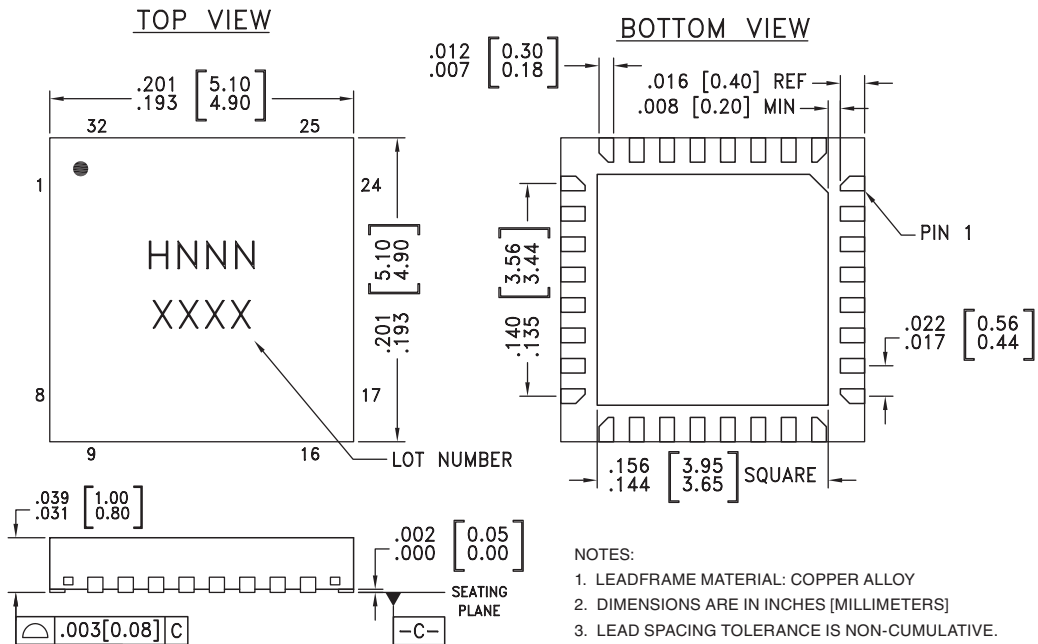 TOP VIEW
.201 [5.10]
.193 [4.90]
32 25
1 24
HNNN
XXXX
8 17
9 16
LOT NUMBER
.201 [5.10]
.193 [4.90]
BOTTOM VIEW
.012 [0.30]
.007 [0.18]
.016 [0.40] REF
.008 [0.20] MIN
PIN 1
.140 [3.56]
.135 [3.44]
.022 [0.56]
.017 [0.44]
.156 [3.95]
.144 [3.65]
SQUARE
.039 [1.00]
.031 [0.80]
.002 [0.05]
.000 [0.00]
SEATING
PLANE
.003[0.08] C
-C-
NOTES:
1. LEADFRAME MATERIAL: COPPER ALLOY
2. DIMENSIONS ARE IN INCHES [MILLIMETERS]
3. LEAD SPACING TOLERANCE IS NON-CUMULATIVE.